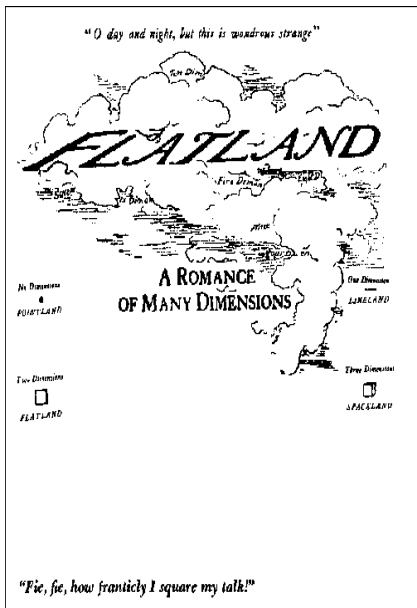 "O day and night, but this is wondrous strange"
FLATLAND
A ROMANCE
OF MANY DIMENSIONS
No Dimensions
POINTLAND
One Dimension
LINELAND
Two Dimensions
FLATLAND
Three Dimensions
SPACELAND
"Fie, fie, how franticly I square my talk!"